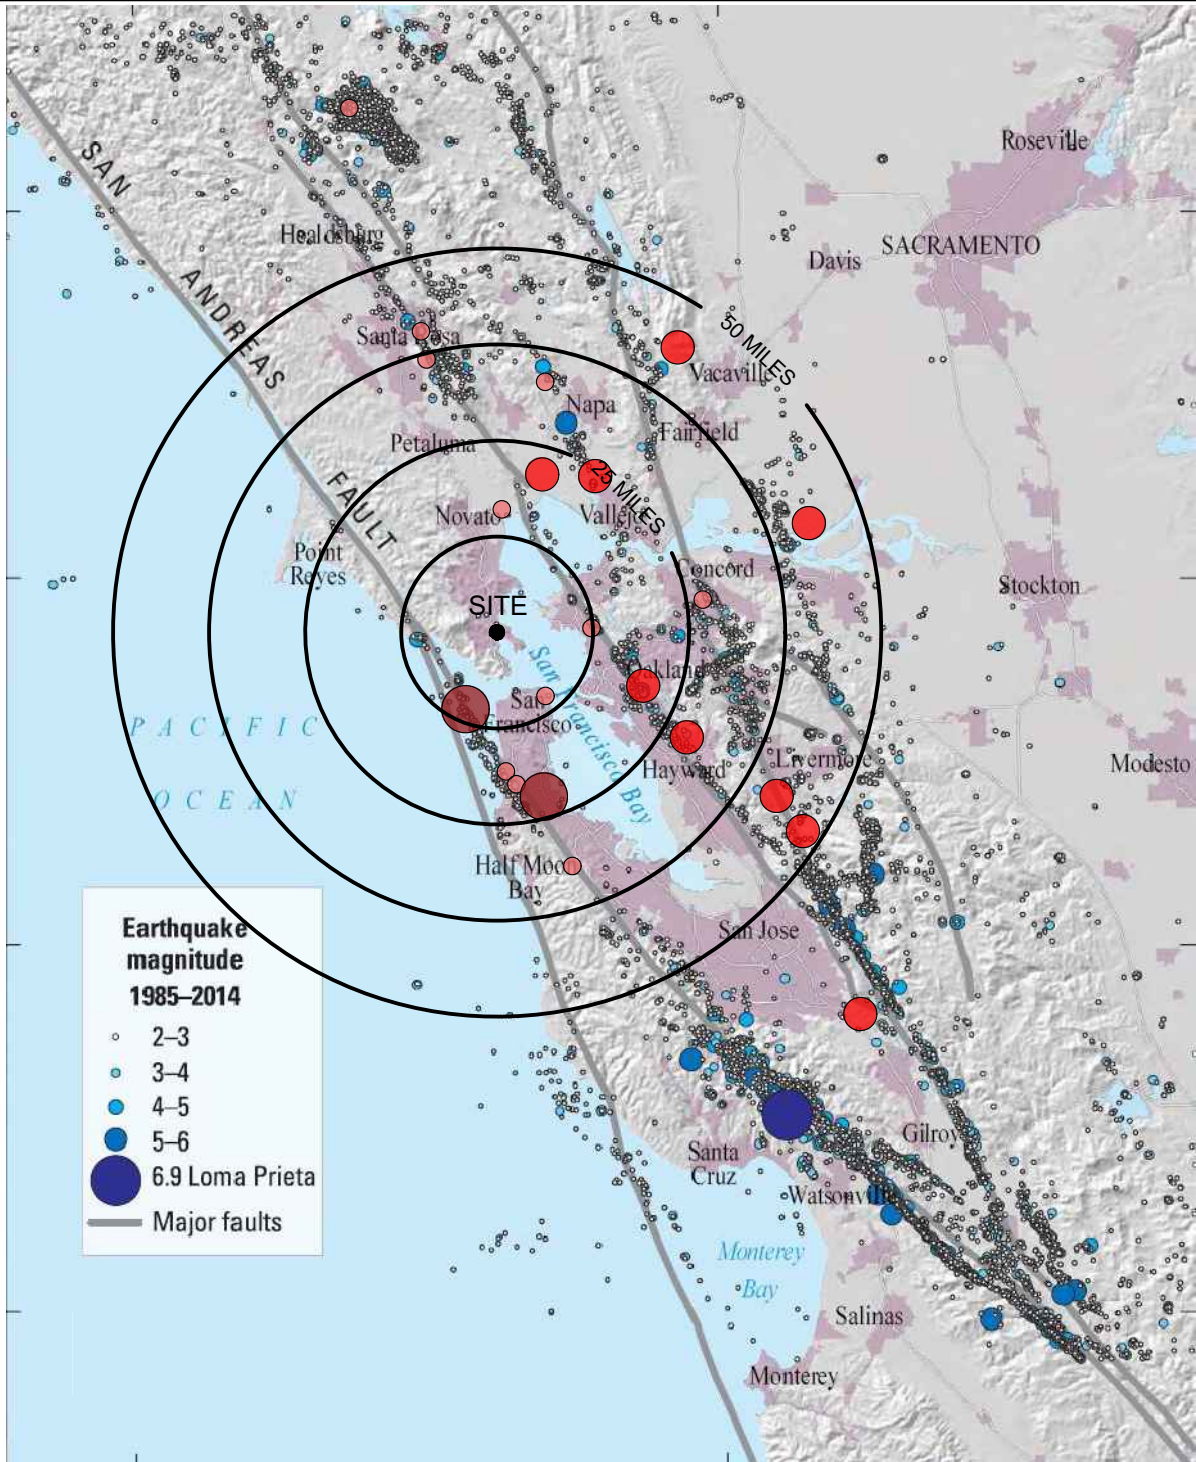 Roseville
SAN
Healdsburg
SACRAMENTO
Davis
ANDREAS
Santa Rosa
50 MILES
Vacaville
Napa
Petaluma
Fairfield
FAULT
25 MILES
Novato
Vallejo
Point
Reyes
Concord
Stockton
SITE
San Francisco Bay
Oakland
San
Francisco
PACIFIC
OCEAN
Hayward
Livermore
Modesto
Half Moon
Bay
San Jose
Earthquake
magnitude
1985–2014
2–3
3–4
4–5
5–6
6.9 Loma Prieta
Major faults
Gilroy
Santa
Cruz
Watsonville
Monterey
Bay
Salinas
Monterey